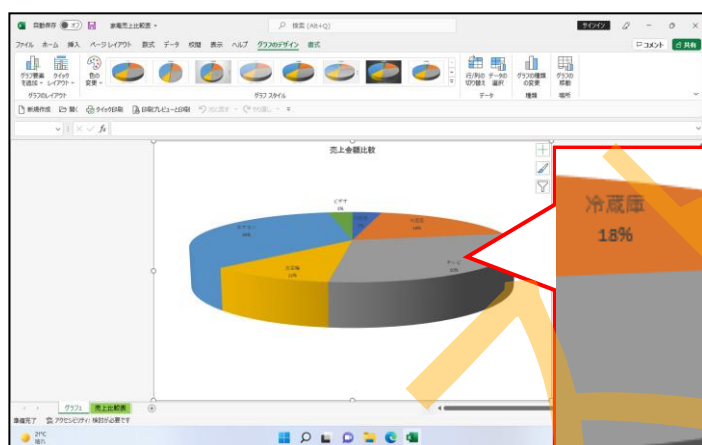 自動保存 オフ 家電売上比較表 検索 (Alt+Q) サインイン
ファイル ホーム 挿入 ページレイアウト 数式 データ 校閲 表示 ヘルプ グラフのデザイン 書式 コメント 共有
グラフ要素を追加 クイックレイアウト 色の変更 行/列の切り替え データの選択 グラフの種類の変更 グラフの移動
グラフのレイアウト グラフ スタイル データ 種類 場所
新規作成 開く クイック印刷 印刷プレビューと印刷
fx
売上金額比較
ビデオ
冷蔵庫
18%
グラフ1 売上比較表
準備完了 アクセシビリティ: 検討が必要です
21°C
晴れ